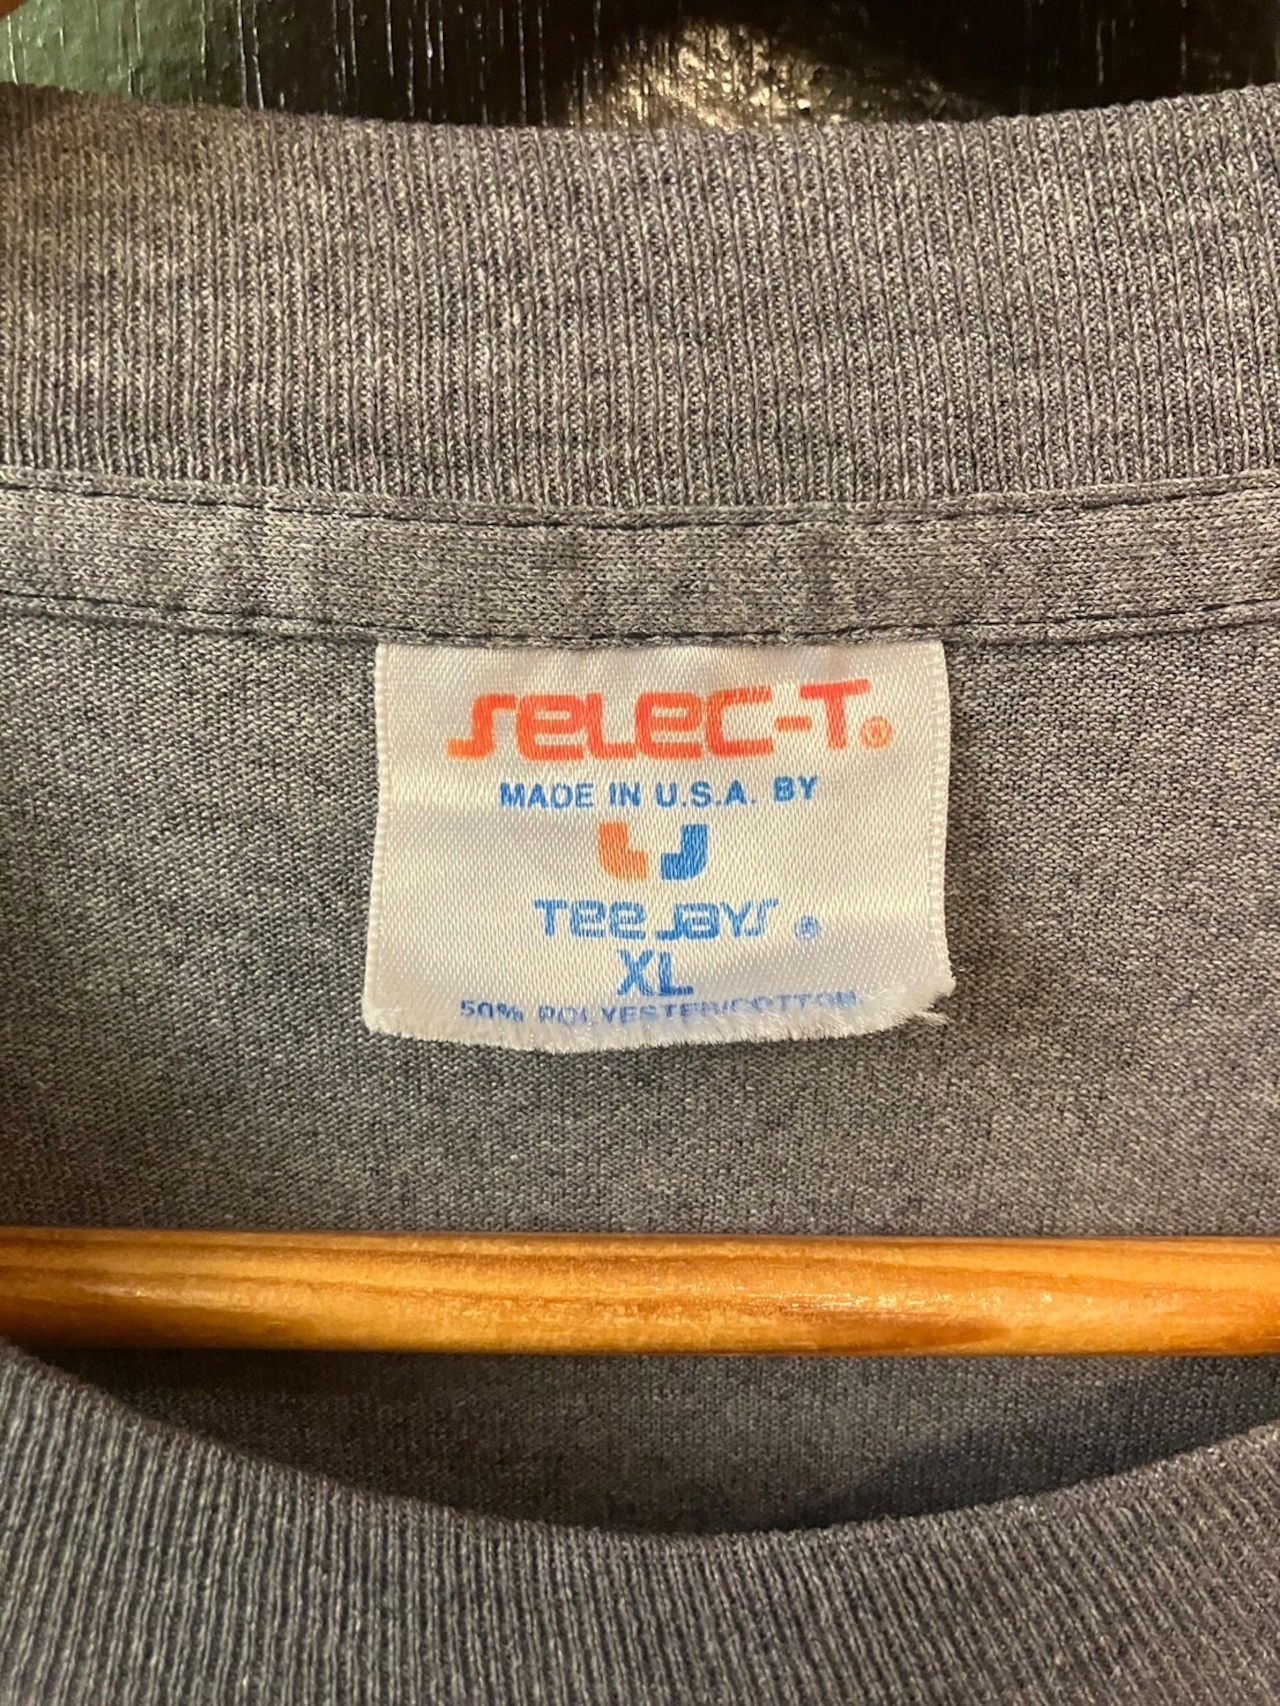 SELEC-T®
MADE IN U.S.A. BY
TEE JAYS ®
XL
50% POLYESTER/COTTON